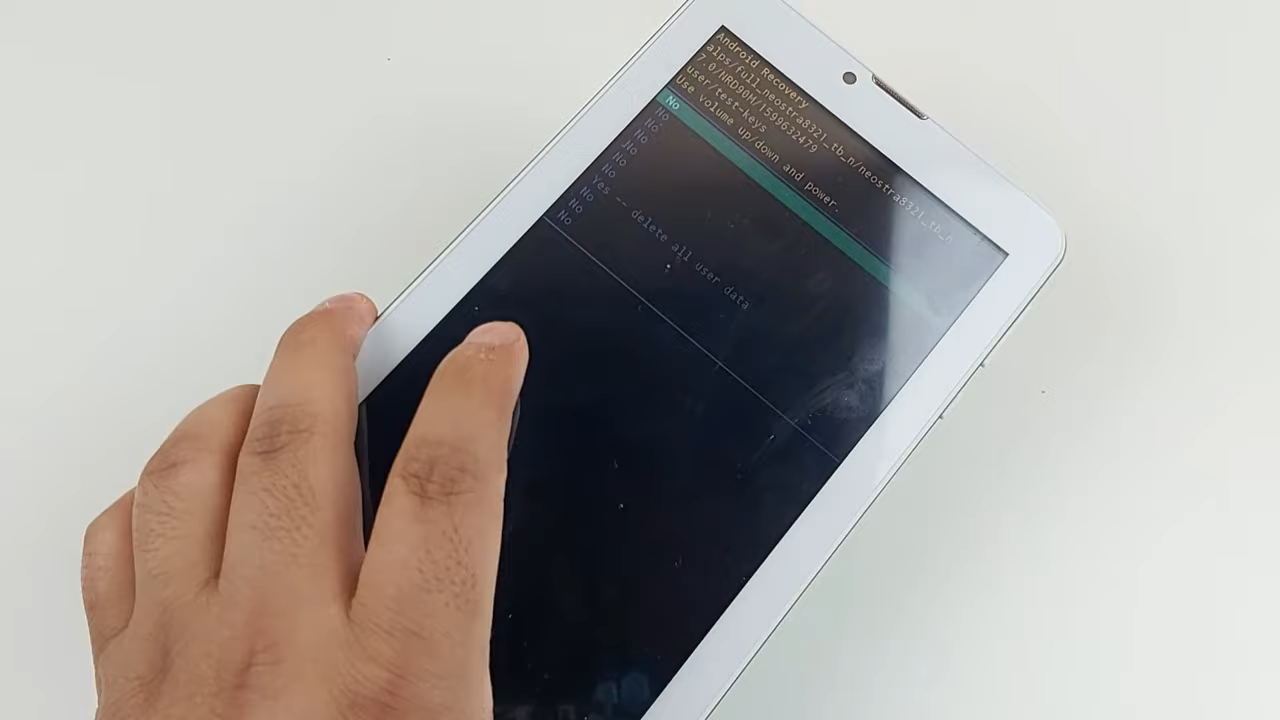 Android Recovery
alps/full_neostra8321_tb_n/neostra8321_tb_n
7.0/NRD90M/1599632479
user/test-keys
Use volume up/down and power.
No
No
No
No
No
No
No
Yes -- delete all user data
No
No
No